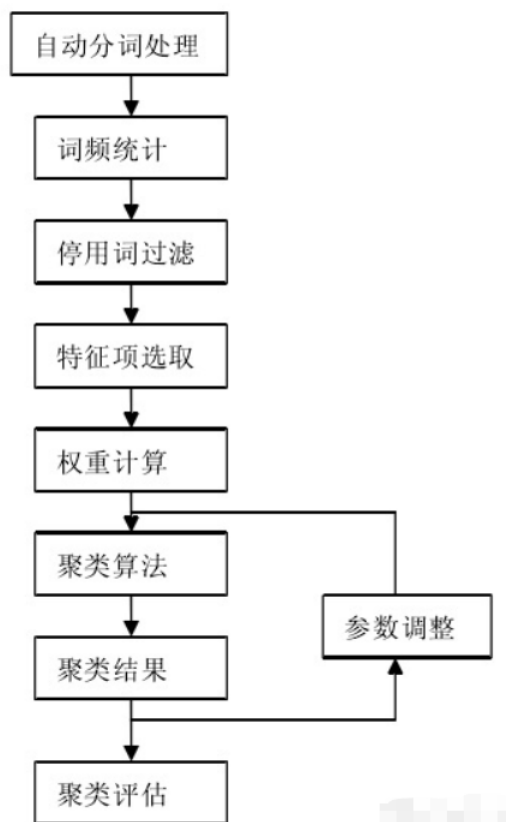 自动分词处理
词频统计
停用词过滤
特征项选取
权重计算
聚类算法
参数调整
聚类结果
聚类评估